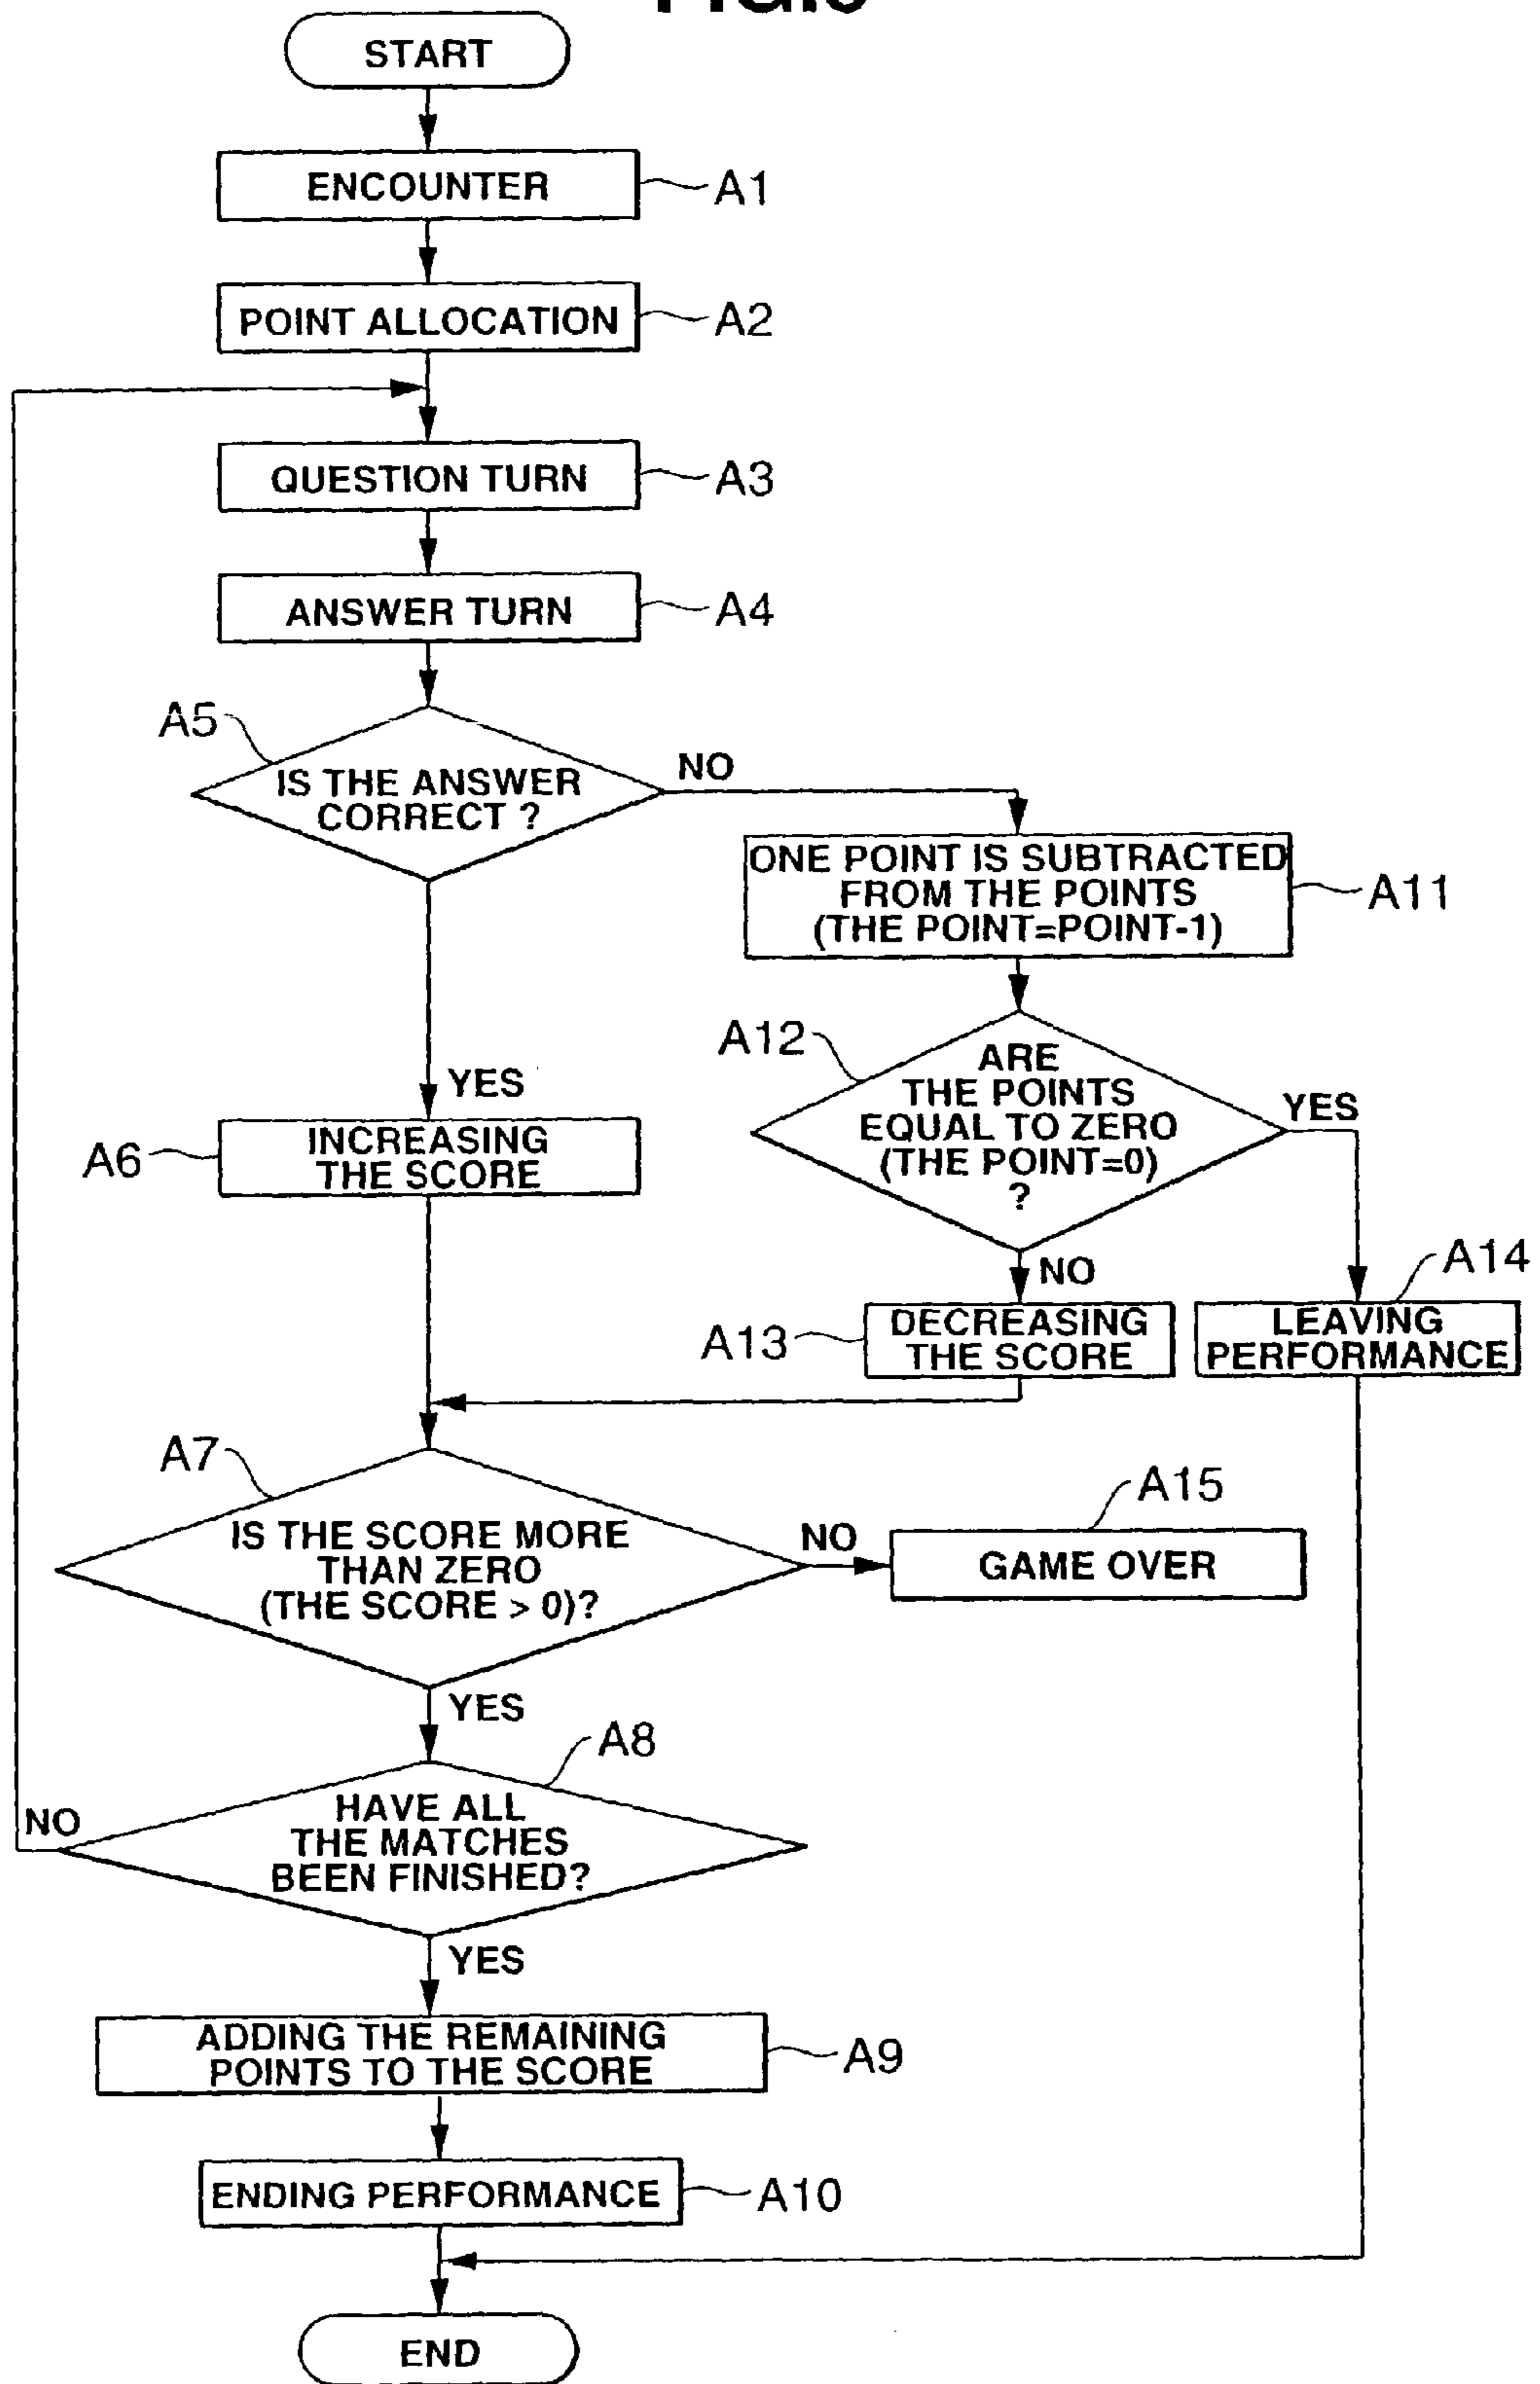 START
ENCOUNTER
A1
POINT ALLOCATION
A2
QUESTION TURN
A3
ANSWER TURN
A4
A5
IS THE ANSWER
CORRECT ?
NO
ONE POINT IS SUBTRACTED
FROM THE POINTS
(THE POINT=POINT-1)
A11
A12
ARE
THE POINTS
EQUAL TO ZERO
(THE POINT=0)
?
YES
YES
A6
INCREASING
THE SCORE
NO
A14
A13
DECREASING
THE SCORE
LEAVING
PERFORMANCE
A7
IS THE SCORE MORE
THAN ZERO
(THE SCORE > 0)?
NO
A15
GAME OVER
YES
A8
HAVE ALL
THE MATCHES
BEEN FINISHED?
NO
YES
ADDING THE REMAINING
POINTS TO THE SCORE
A9
ENDING PERFORMANCE
A10
END